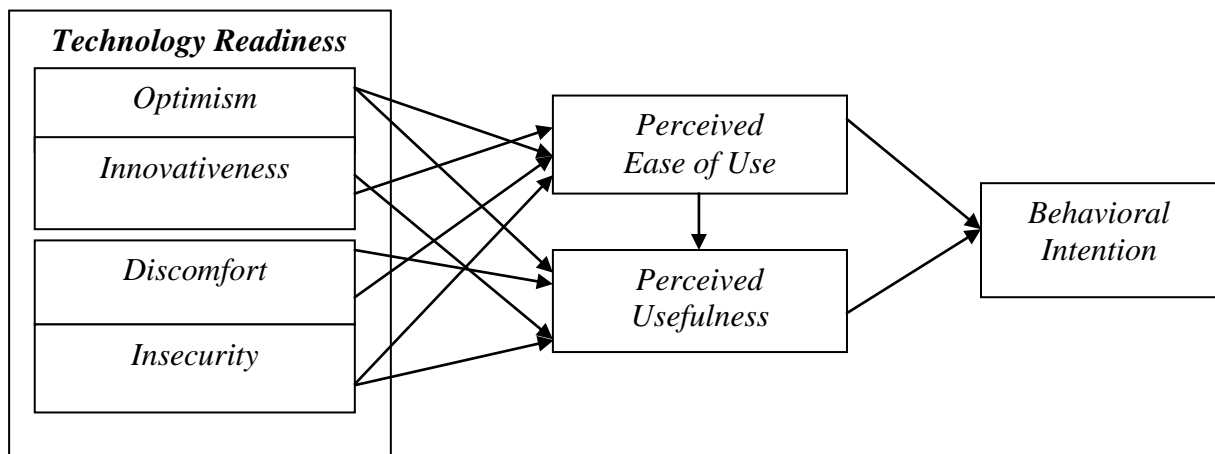 Technology Readiness
Optimism
Innovativeness
Discomfort
Insecurity
Perceived
Ease of Use
Perceived
Usefulness
Behavioral
Intention